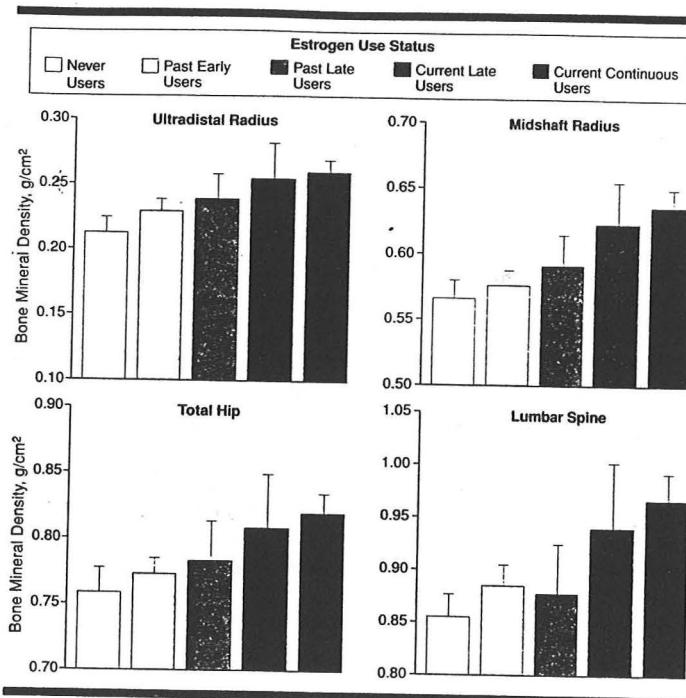 Estrogen Use Status
Never Users
Past Early Users
Past Late Users
Current Late Users
Current Continuous Users
Ultradistal Radius
Bone Mineral Density, g/cm²
0.30
0.25
0.20
0.15
0.10
Midshaft Radius
0.70
0.65
0.60
0.55
0.50
Total Hip
Bone Mineral Density, g/cm²
0.90
0.85
0.80
0.75
0.70
Lumbar Spine
1.05
1.00
0.95
0.90
0.85
0.80